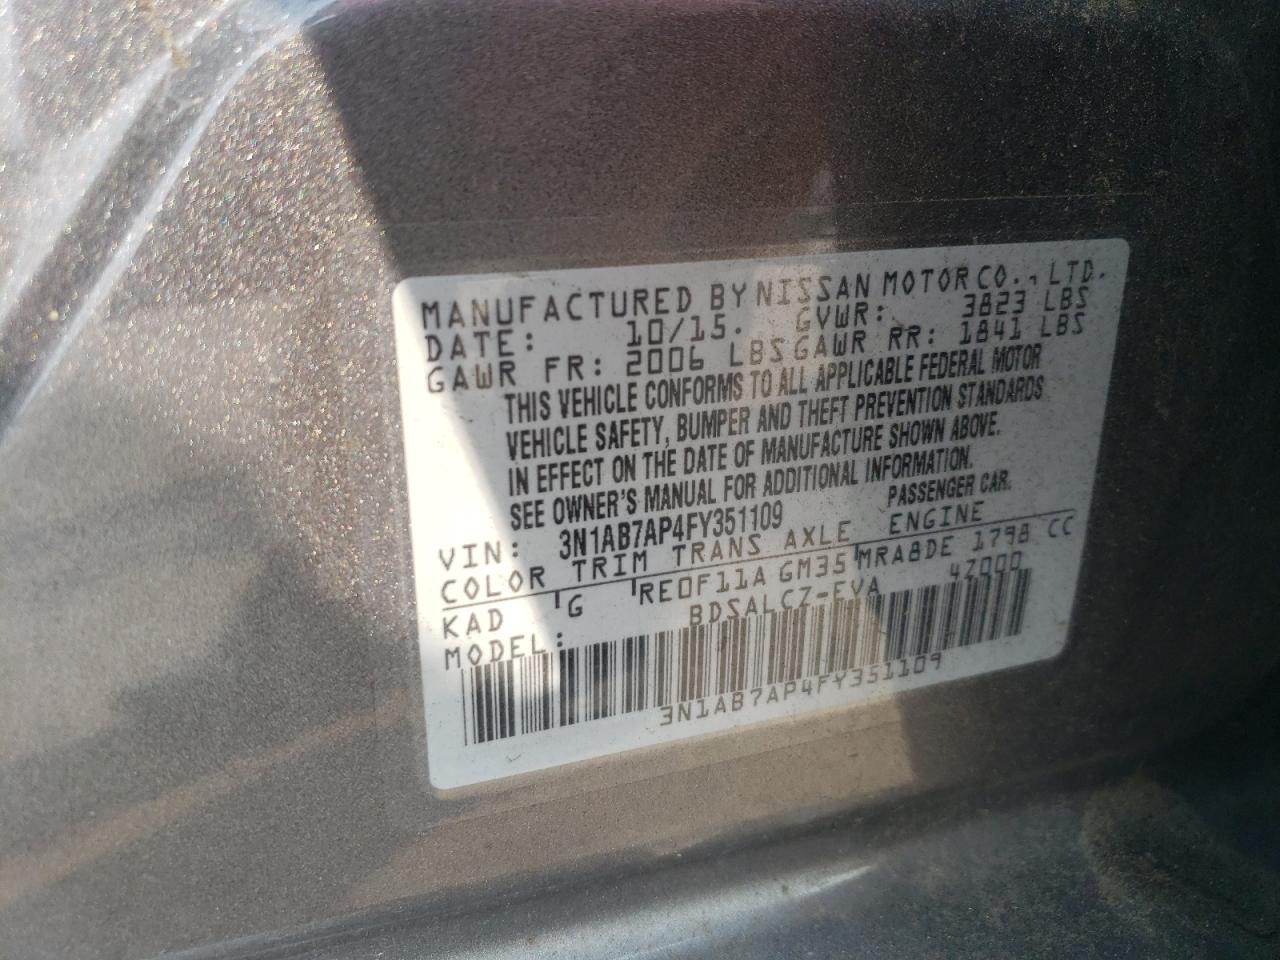 MANUFACTURED BY NISSAN MOTOR CO., LTD.
DATE: 10/15. GVWR: 3823 LBS
GAWR FR: 2006 LBS GAWR RR: 1841 LBS
THIS VEHICLE CONFORMS TO ALL APPLICABLE FEDERAL MOTOR
VEHICLE SAFETY, BUMPER AND THEFT PREVENTION STANDARDS
IN EFFECT ON THE DATE OF MANUFACTURE SHOWN ABOVE.
SEE OWNER'S MANUAL FOR ADDITIONAL INFORMATION.
VIN: 3N1AB7AP4FY351109 PASSENGER CAR.
COLOR TRIM TRANS AXLE ENGINE
KAD G RE0F11A GM35 MRA8DE 1798 CC
MODEL: BDSALCZ-EVA 4Z000
3N1AB7AP4FY351109